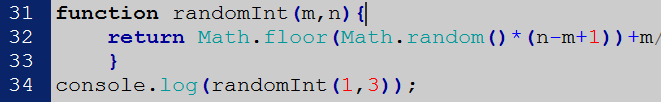 31 function randomInt(m,n){
32 return Math.floor(Math.random()*(n-m+1))+m/
33 }
34 console.log(randomInt(1,3));